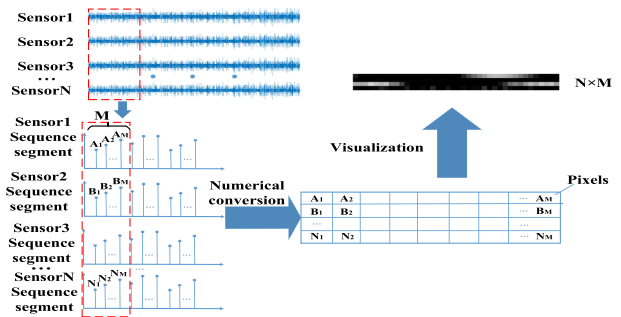 Sensor1
Sensor2
Sensor3
...
SensorN
N×M
M
Sensor1
Sequence
segment
A1 A2 AM
...
...
Visualization
Sensor2
Sequence
segment
B1 B2 BM
...
...
Numerical
conversion
Pixels
A1 A2 ... AM
B1 B2 ... BM
... ...
N1 N2 ... NM
Sensor3
Sequence
segment
...
...
...
...
SensorN
Sequence
segment
N1 N2 NM
...
...